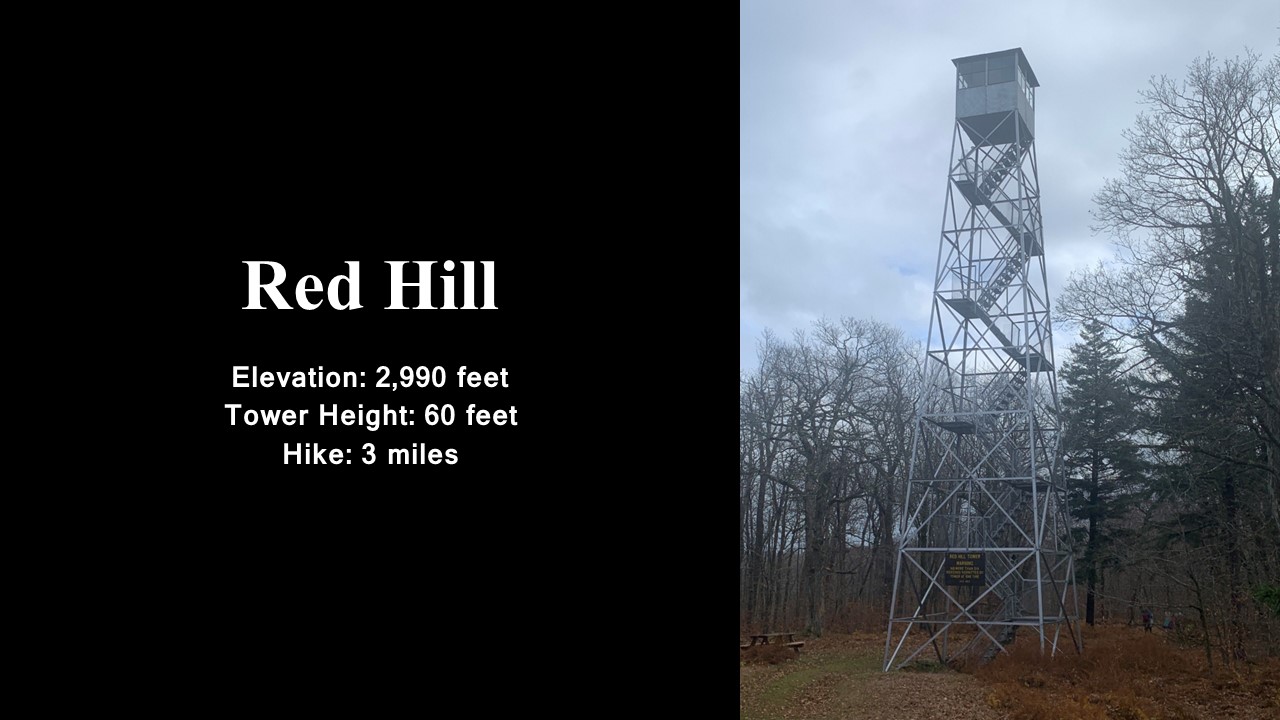 Red Hill
Elevation: 2,990 feet
Tower Height: 60 feet
Hike: 3 miles
RED HILL TOWER
WARNING